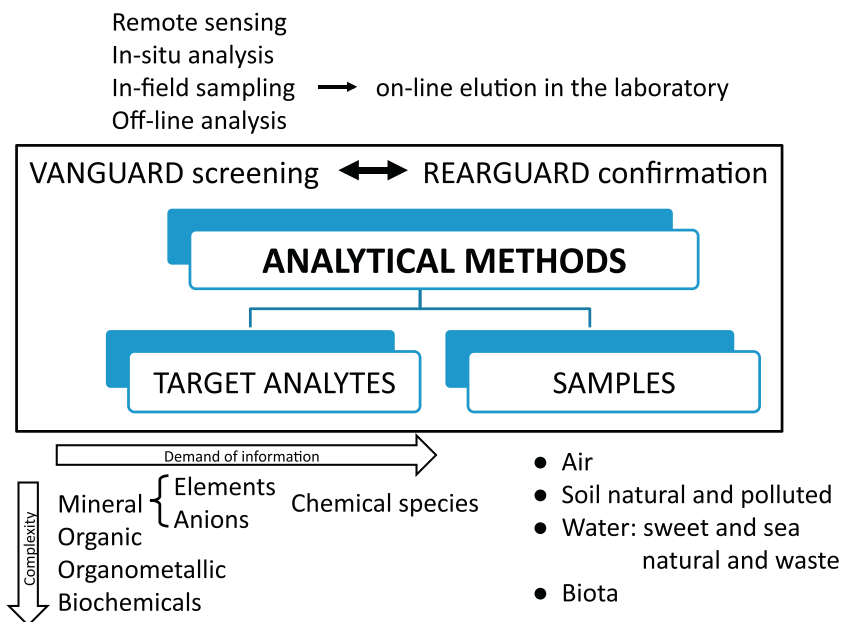 Remote sensing
In-situ analysis
In-field sampling on-line elution in the laboratory
Off-line analysis
VANGUARD screening REARGUARD confirmation
ANALYTICAL METHODS
TARGET ANALYTES
SAMPLES
Demand of information
Complexity
Mineral
Elements
Anions
Chemical species
Organic
Organometallic
Biochemicals
● Air
● Soil natural and polluted
● Water: sweet and sea
natural and waste
● Biota